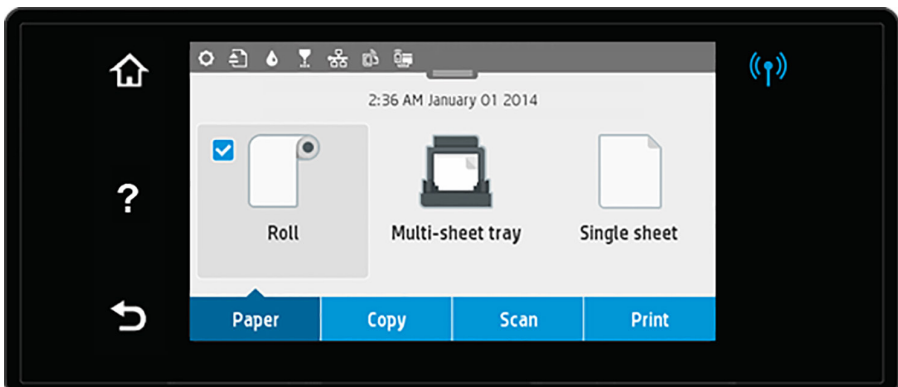 2:36 AM January 01 2014
Roll Multi-sheet tray Single sheet
Paper Copy Scan Print